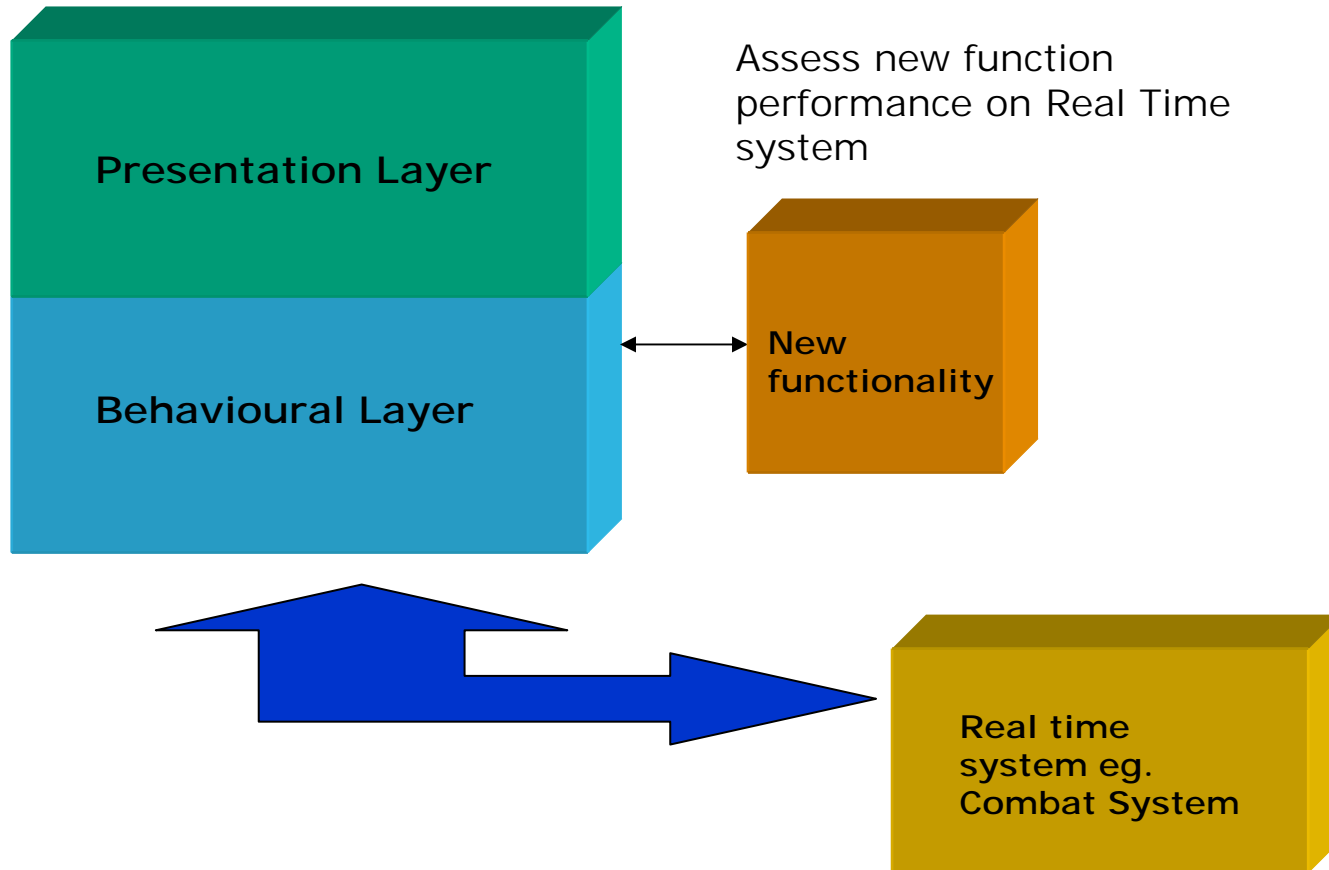 Assess new function
performance on Real Time
system
Presentation Layer
New
functionality
Behavioural Layer
Real time
system eg.
Combat System